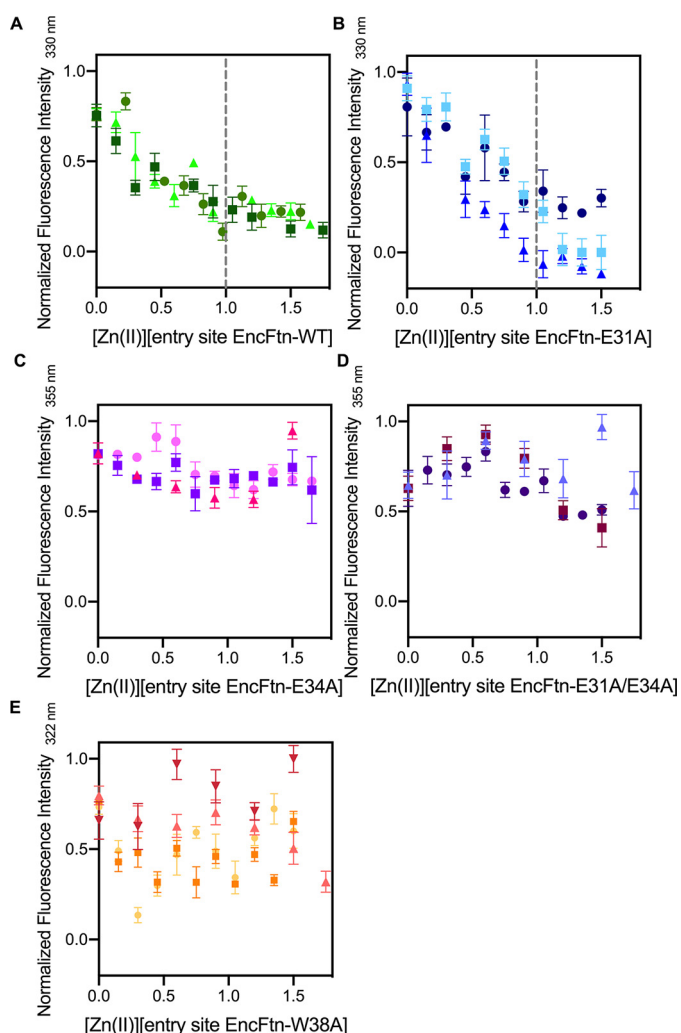 A
Normalized Fluorescence Intensity 330 nm
1.0
0.5
0.0
0.0 0.5 1.0 1.5
[Zn(II)][entry site EncFtn-WT]
B
Normalized Fluorescence Intensity 330 nm
1.0
0.5
0.0
0.0 0.5 1.0 1.5
[Zn(II)][entry site EncFtn-E31A]
C
Normalized Fluorescence Intensity 355 nm
1.0
0.5
0.0
0.0 0.5 1.0 1.5
[Zn(II)][entry site EncFtn-E34A]
D
Normalized Fluorescence Intensity 355 nm
1.0
0.5
0.0
0.0 0.5 1.0 1.5
[Zn(II)][entry site EncFtn-E31A/E34A]
E
Normalized Fluorescence Intensity 322 nm
1.0
0.5
0.0
0.0 0.5 1.0 1.5
[Zn(II)][entry site EncFtn-W38A]